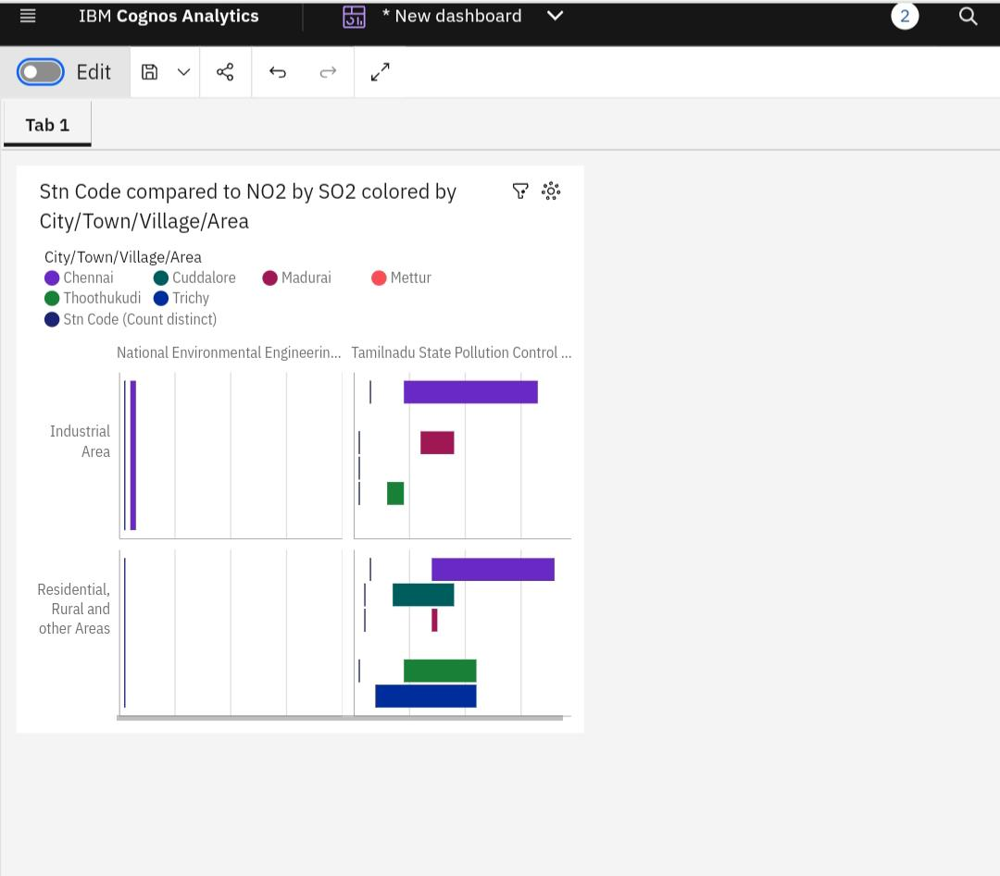 IBM Cognos Analytics
* New dashboard
2
Edit
Tab 1
Stn Code compared to NO2 by SO2 colored by
City/Town/Village/Area
City/Town/Village/Area
Chennai
Cuddalore
Madurai
Mettur
Thoothukudi
Trichy
Stn Code (Count distinct)
National Environmental Engineerin...
Tamilnadu State Pollution Control ...
Industrial
Area
Residential,
Rural and
other Areas